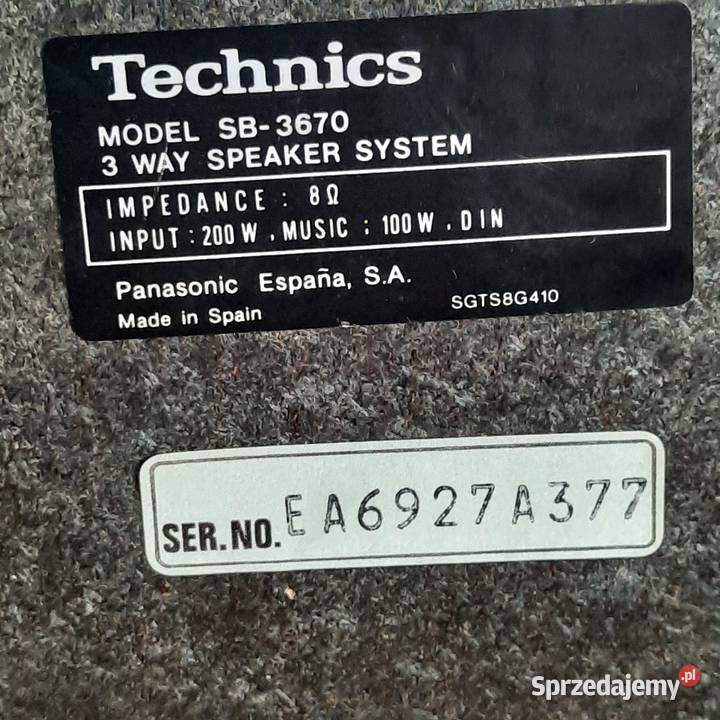 Technics
MODEL SB-3670
3 WAY SPEAKER SYSTEM
IMPEDANCE : 8Ω
INPUT : 200 W . MUSIC ; 100 W . DIN
Panasonic España, S.A.
Made in Spain SGTS8G410
SER.NO. EA6927A377
Sprzedajemy.pl